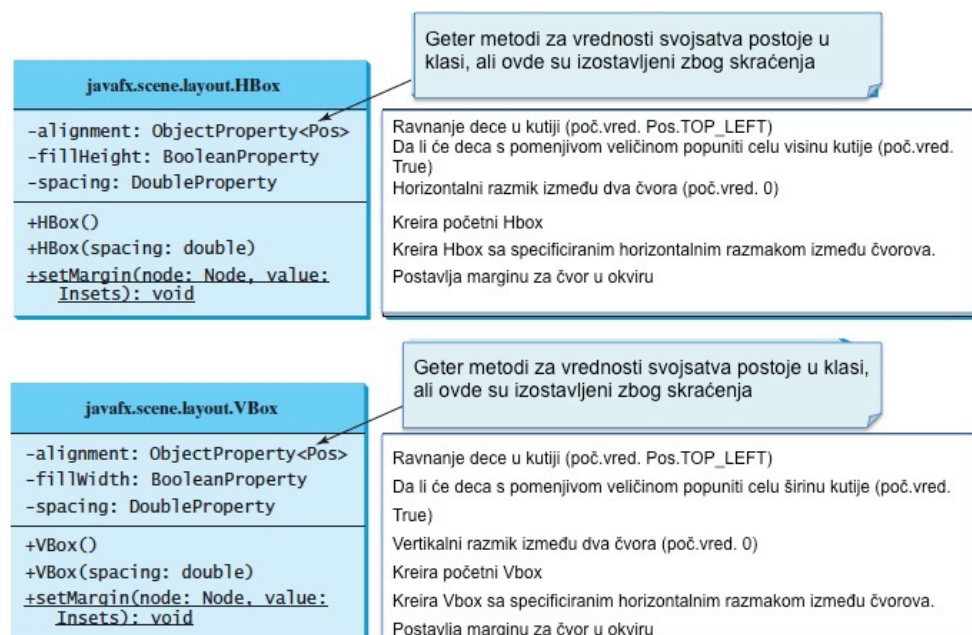 Geter metodi za vrednosti svojsatva postoje u
klasi, ali ovde su izostavljeni zbog skraćenja
javafx.scene.layout.HBox
-alignment: ObjectProperty<Pos>
-fillHeight: BooleanProperty
-spacing: DoubleProperty
+HBox()
+HBox(spacing: double)
+setMargin(node: Node, value:
Insets): void
Ravnanje dece u kutiji (poč.vred. Pos.TOP_LEFT)
Da li će deca s pomenjivom veličinom popuniti celu visinu kutije (poč.vred.
True)
Horizontalni razmik između dva čvora (poč.vred. 0)
Kreira početni Hbox
Kreira Hbox sa specificiranim horizontalnim razmakom između čvorova.
Postavlja marginu za čvor u okviru
Geter metodi za vrednosti svojsatva postoje u klasi,
ali ovde su izostavljeni zbog skraćenja
javafx.scene.layout.VBox
-alignment: ObjectProperty<Pos>
-fillWidth: BooleanProperty
-spacing: DoubleProperty
+VBox()
+VBox(spacing: double)
+setMargin(node: Node, value:
Insets): void
Ravnanje dece u kutiji (poč.vred. Pos.TOP_LEFT)
Da li će deca s pomenjivom veličinom popuniti celu širinu kutije (poč.vred.
True)
Vertikalni razmik između dva čvora (poč.vred. 0)
Kreira početni Vbox
Kreira Vbox sa specificiranim horizontalnim razmakom između čvorova.
Postavlja marginu za čvor u okviru